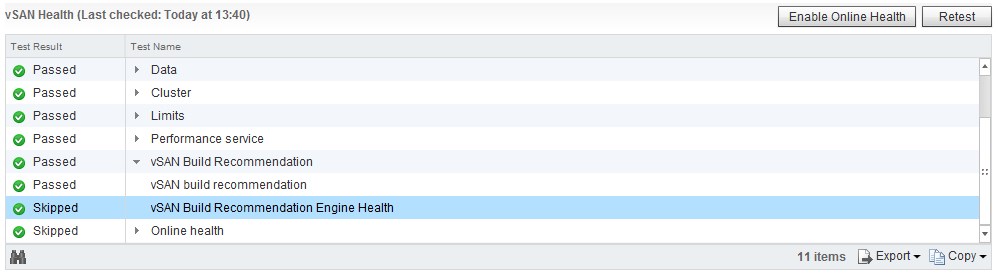 vSAN Health (Last checked: Today at 13:40)
Enable Online Health
Retest
Test Result Test Name
Passed Data
Passed Cluster
Passed Limits
Passed Performance service
Passed vSAN Build Recommendation
Passed vSAN build recommendation
Skipped vSAN Build Recommendation Engine Health
Skipped Online health
11 items Export Copy